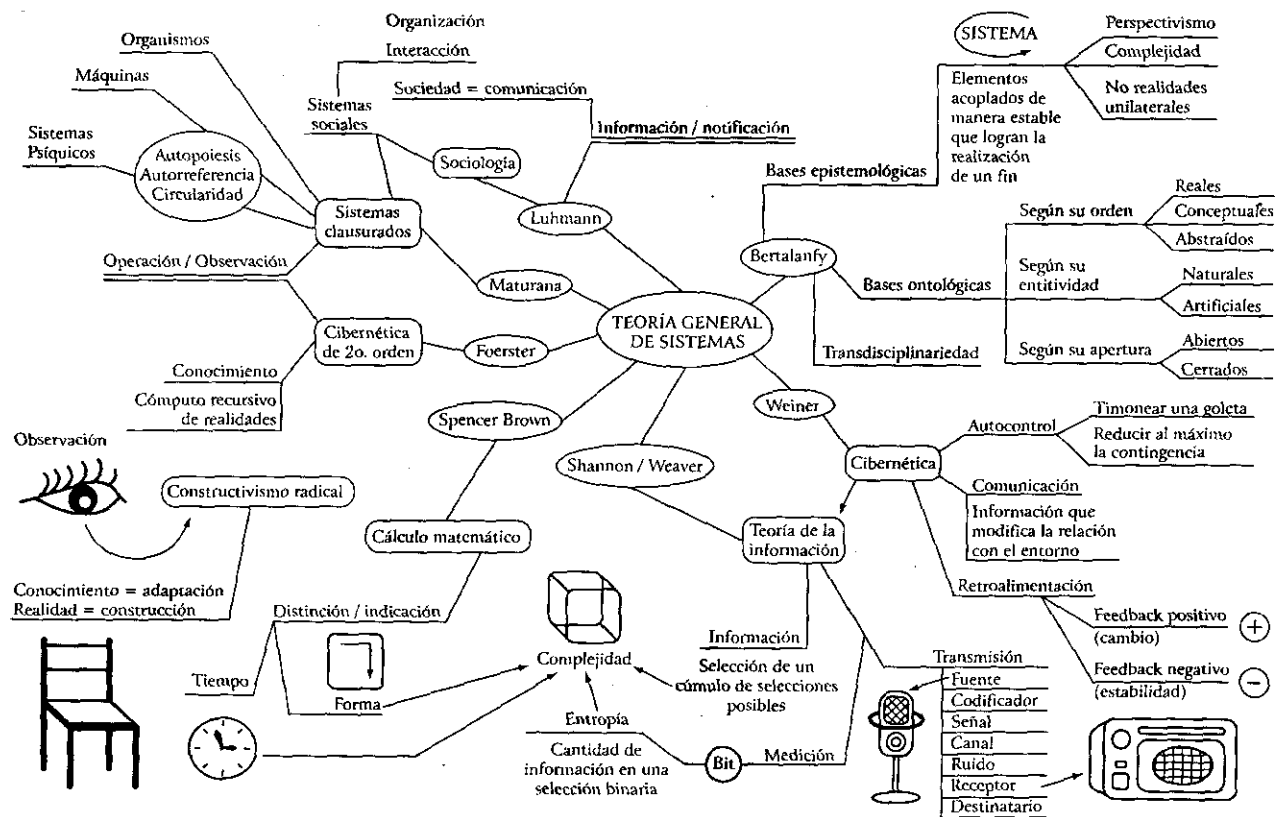 Organización
Interacción
Organismos
Máquinas
Sistemas
Psíquicos
Autopoiesis
Autorreferencia
Circularidad
Sistemas
sociales
Sociedad = comunicación
Información / notificación
Sociología
Luhmann
Sistemas
clausurados
Operación / Observación
Maturana
Cibernética
de 2o. orden
Foerster
Conocimiento
Cómputo recursivo
de realidades
TEORÍA GENERAL
DE SISTEMAS
SISTEMA
Elementos
acoplados de
manera estable
que logran la
realización
de un fin
Perspectivismo
Complejidad
No realidades
unilaterales
Bases epistemológicas
Bertalanfy
Bases ontológicas
Transdisciplinariedad
Según su orden
Reales
Conceptuales
Abstraídos
Según su
entitividad
Naturales
Artificiales
Según su apertura
Abiertos
Cerrados
Weiner
Cibernética
Autocontrol
Timonear una goleta
Reducir al máximo
la contingencia
Comunicación
Información que
modifica la relación
con el entorno
Retroalimentación
Feedback positivo
(cambio)
+
Feedback negativo
(estabilidad)
−
Spencer Brown
Shannon / Weaver
Teoría de la
información
Cálculo matemático
Observación
Constructivismo radical
Conocimiento = adaptación
Realidad = construcción
Distinción / indicación
Tiempo
Forma
Complejidad
Entropía
Cantidad de
información en una
selección binaria
Bit
Medición
Información
Selección de un
cúmulo de selecciones
posibles
Transmisión
Fuente
Codificador
Señal
Canal
Ruido
Receptor
Destinatario